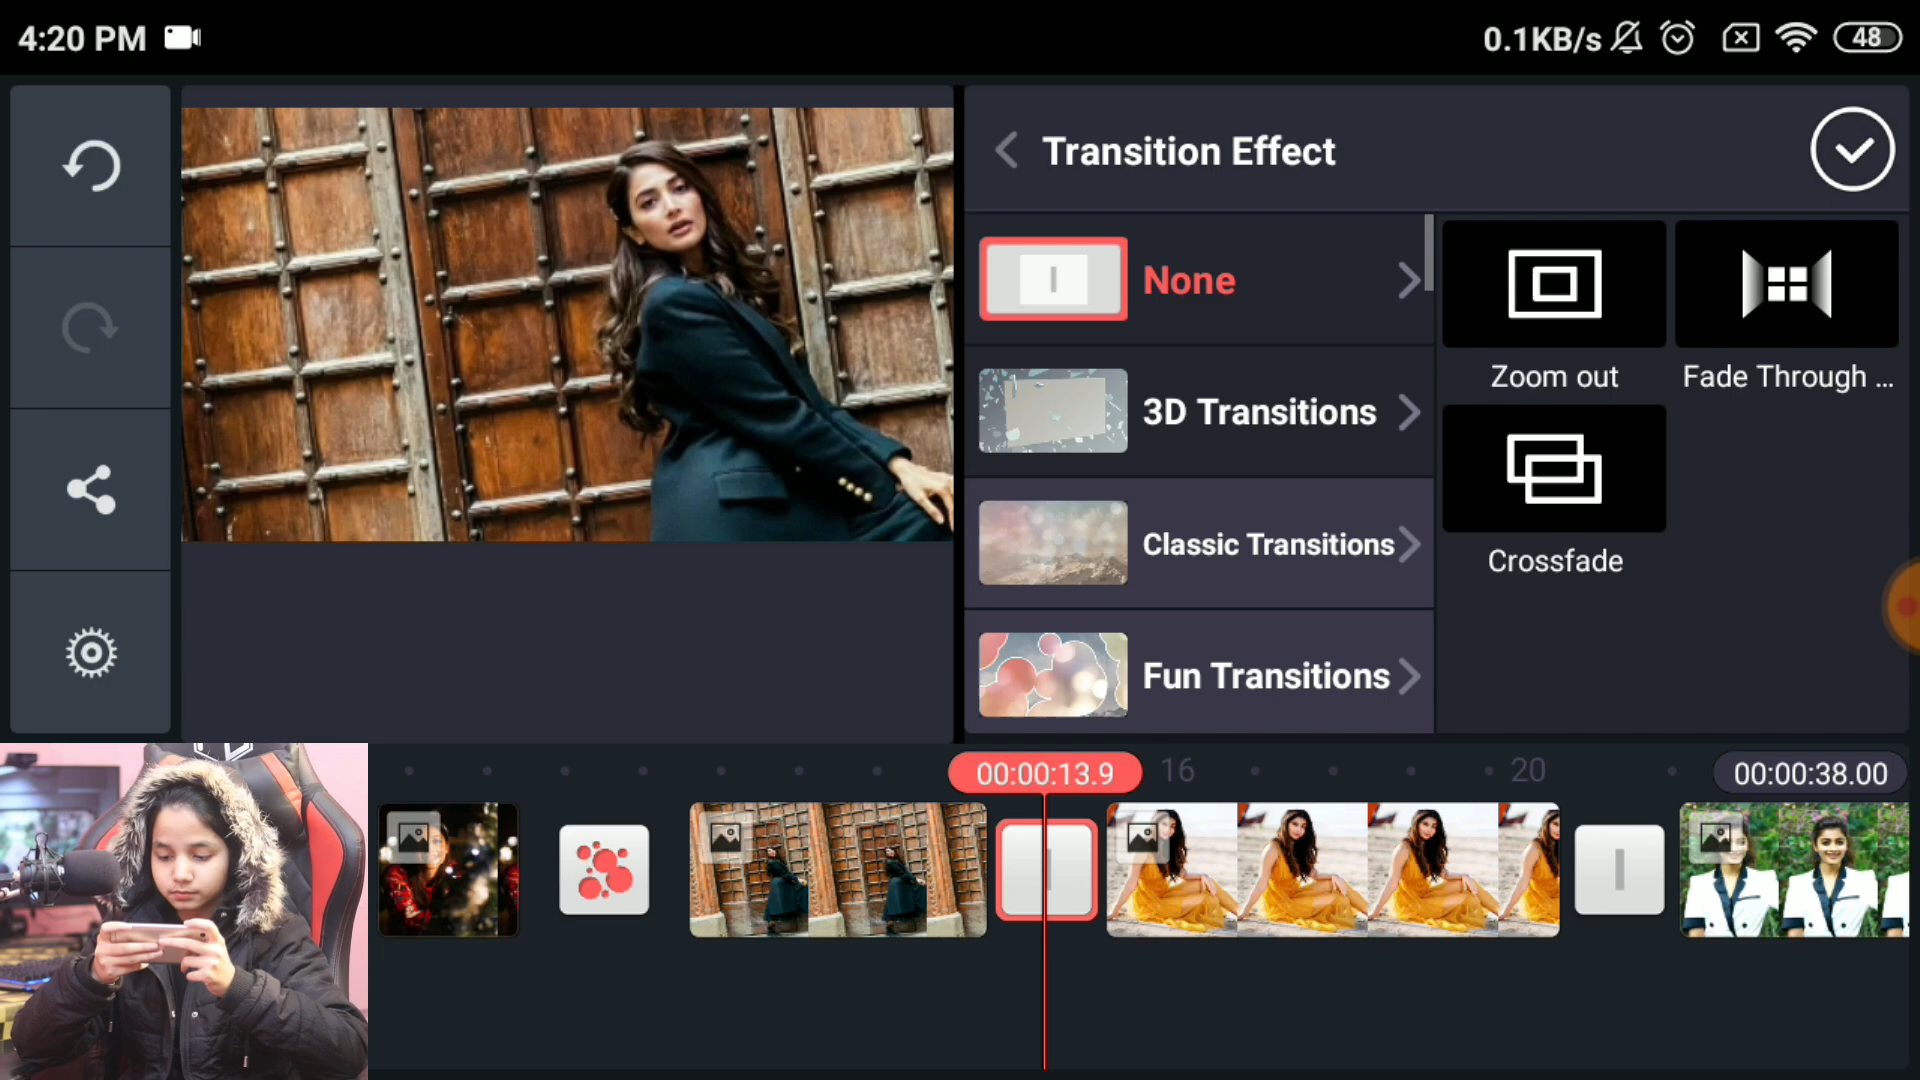 4:20 PM
0.1KB/s
48
Transition Effect
None
3D Transitions
Classic Transitions
Fun Transitions
Zoom out
Fade Through ...
Crossfade
00:00:13.9
16
20
00:00:38.00